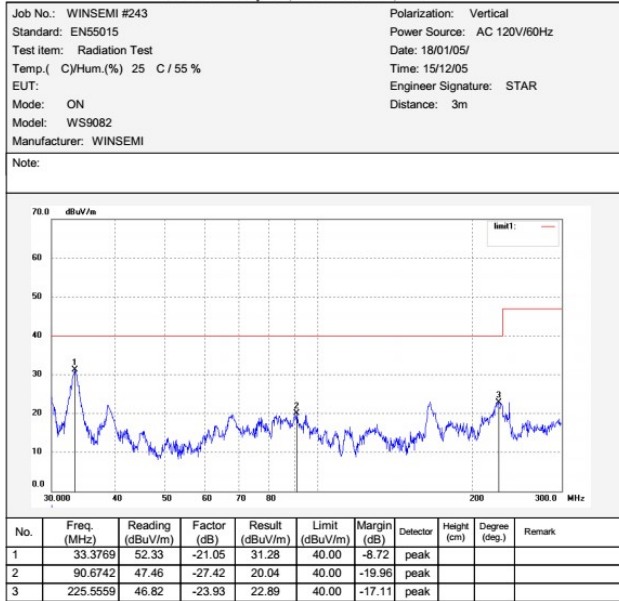 Job No.: WINSEMI #243 Polarization: Vertical
Standard: EN55015 Power Source: AC 120V/60Hz
Test item: Radiation Test Date: 18/01/05/
Temp.( C)/Hum.(%) 25 C / 55 % Time: 15/12/05
EUT: Engineer Signature: STAR
Mode: ON Distance: 3m
Model: WS9082
Manufacturer: WINSEMI
Note:
70.0 dBuV/m
limit1:
60
50
40
30
20
10
0.0
1
2
3
30.000 40 50 60 70 80 200 300.0 MHz
No. Freq. (MHz) Reading (dBuV/m) Factor (dB) Result (dBuV/m) Limit (dBuV/m) Margin (dB) Detector Height (cm) Degree (deg.) Remark
1 33.3769 52.33 -21.05 31.28 40.00 -8.72 peak
2 90.6742 47.46 -27.42 20.04 40.00 -19.96 peak
3 225.5559 46.82 -23.93 22.89 40.00 -17.11 peak